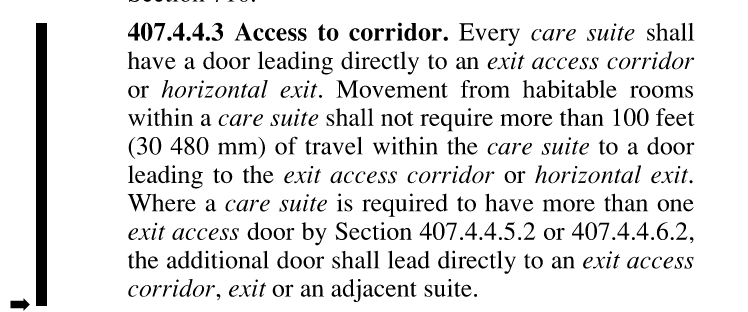 407.4.4.3 Access to corridor. Every care suite shall
have a door leading directly to an exit access corridor
or horizontal exit. Movement from habitable rooms
within a care suite shall not require more than 100 feet
(30 480 mm) of travel within the care suite to a door
leading to the exit access corridor or horizontal exit.
Where a care suite is required to have more than one
exit access door by Section 407.4.4.5.2 or 407.4.4.6.2,
the additional door shall lead directly to an exit access
corridor, exit or an adjacent suite.